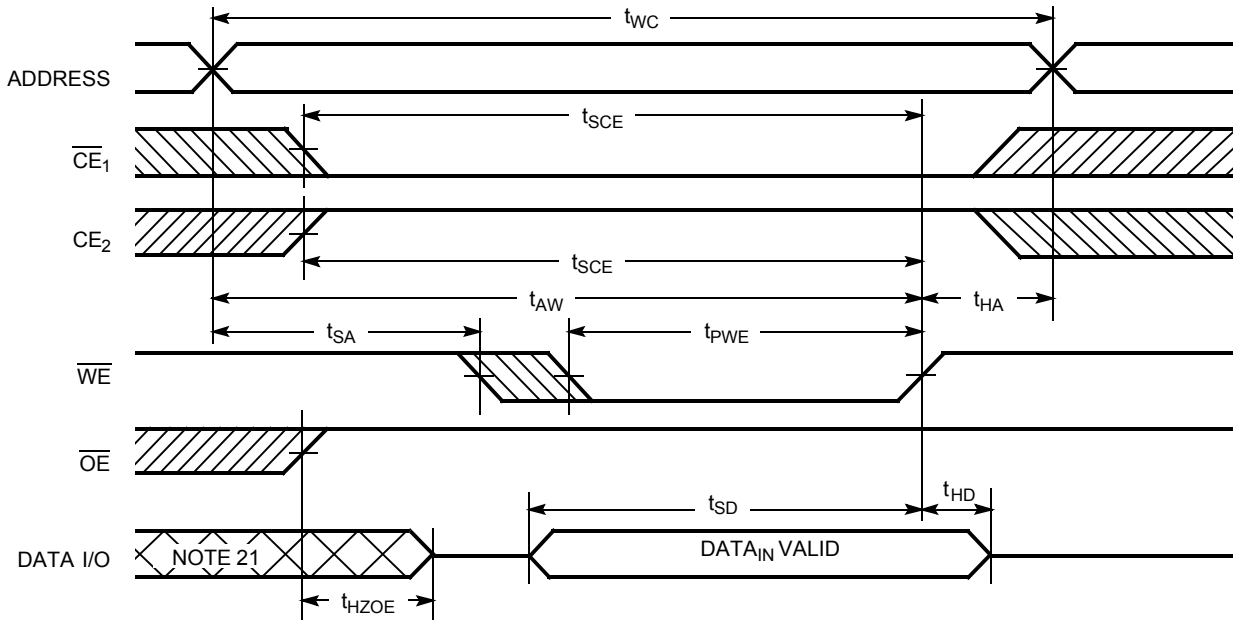 tWC
ADDRESS
tSCE
CE1
CE2
tSCE
tAW
tHA
tSA
tPWE
WE
OE
tSD
tHD
DATA I/O
NOTE 21
DATAIN VALID
tHZOE